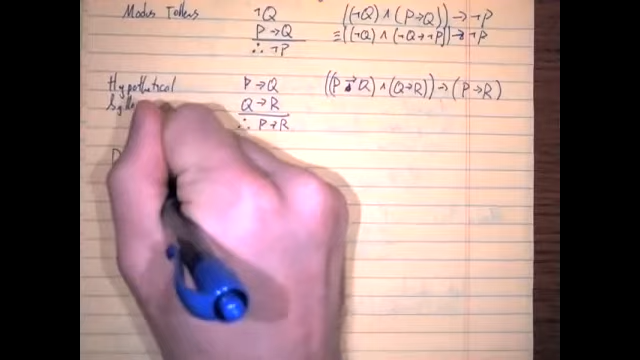 Modus Tollens ¬Q ((¬Q) ∧ (P→Q)) → ¬P
P→Q ≡ ((¬Q) ∧ (¬Q→¬P)) → ¬P
∴ ¬P
Hypothetical P→Q ((P→Q) ∧ (Q→R)) → (P→R)
Q→R
∴ P→R